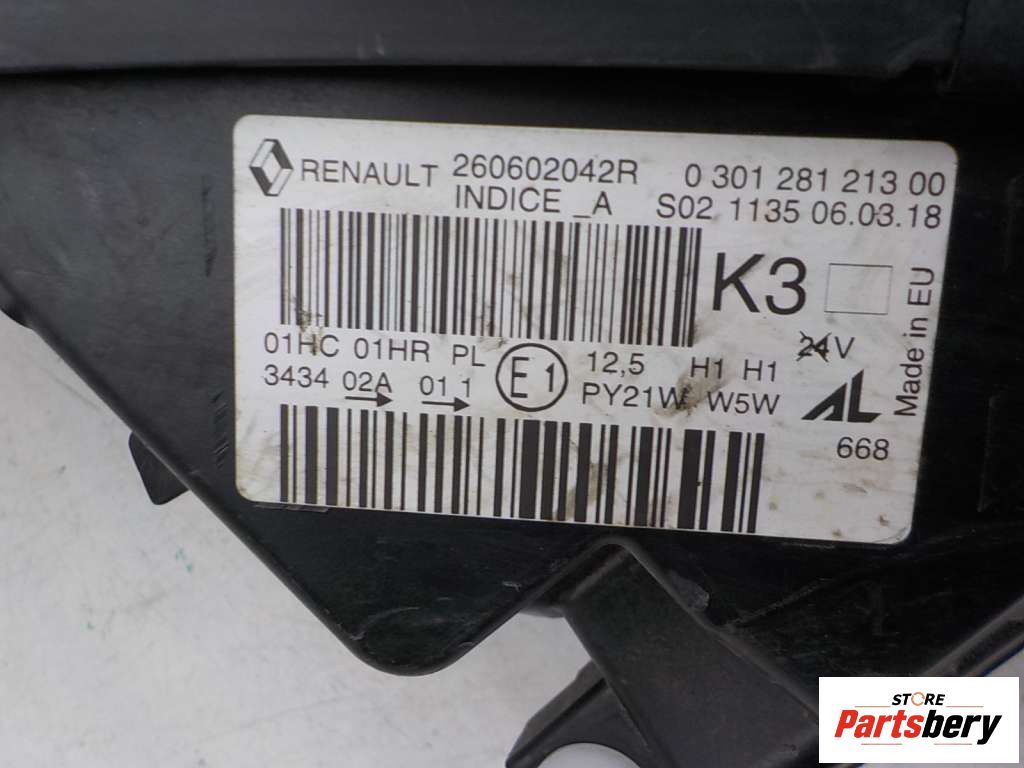 RENAULT 260602042R 0 301 281 213 00
INDICE _A S02 1135 06.03.18
K3
24V
Made in EU
01HC 01HR PL E1 12,5 H1 H1
3434 02A 01 1 PY21W W5W AL
668
STORE
Partsbery